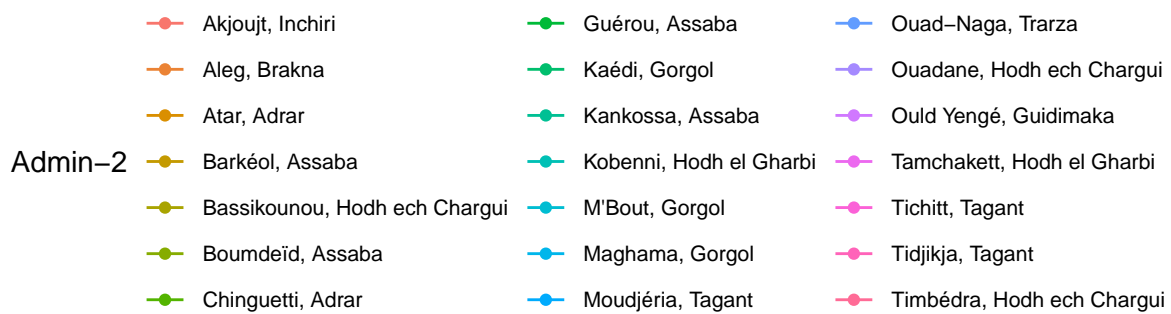 Admin−2
Akjoujt, Inchiri
Aleg, Brakna
Atar, Adrar
Barkéol, Assaba
Bassikounou, Hodh ech Chargui
Boumdeïd, Assaba
Chinguetti, Adrar
Guérou, Assaba
Kaédi, Gorgol
Kankossa, Assaba
Kobenni, Hodh el Gharbi
M'Bout, Gorgol
Maghama, Gorgol
Moudjéria, Tagant
Ouad−Naga, Trarza
Ouadane, Hodh ech Chargui
Ould Yengé, Guidimaka
Tamchakett, Hodh el Gharbi
Tichitt, Tagant
Tidjikja, Tagant
Timbédra, Hodh ech Chargui